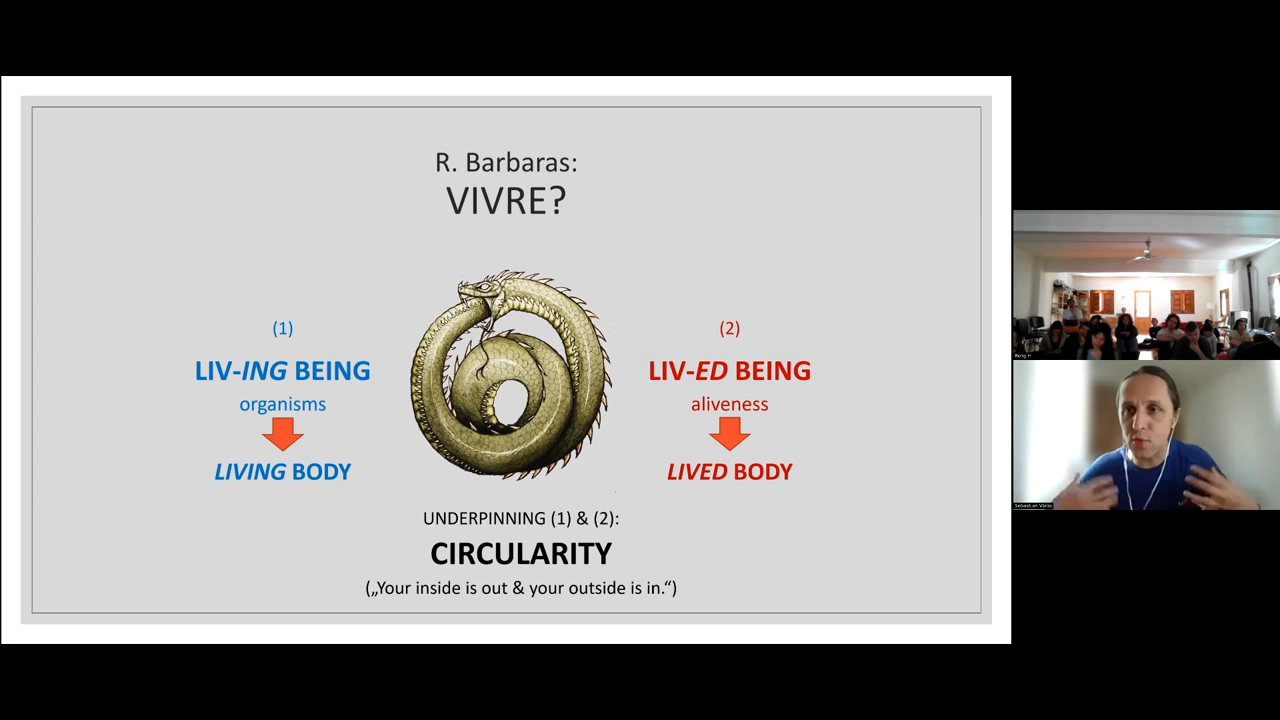 R. Barbaras:
VIVRE?
(1)
LIV-ING BEING
organisms
LIVING BODY
(2)
LIV-ED BEING
aliveness
LIVED BODY
UNDERPINNING (1) & (2):
CIRCULARITY
(„Your inside is out & your outside is in.“)